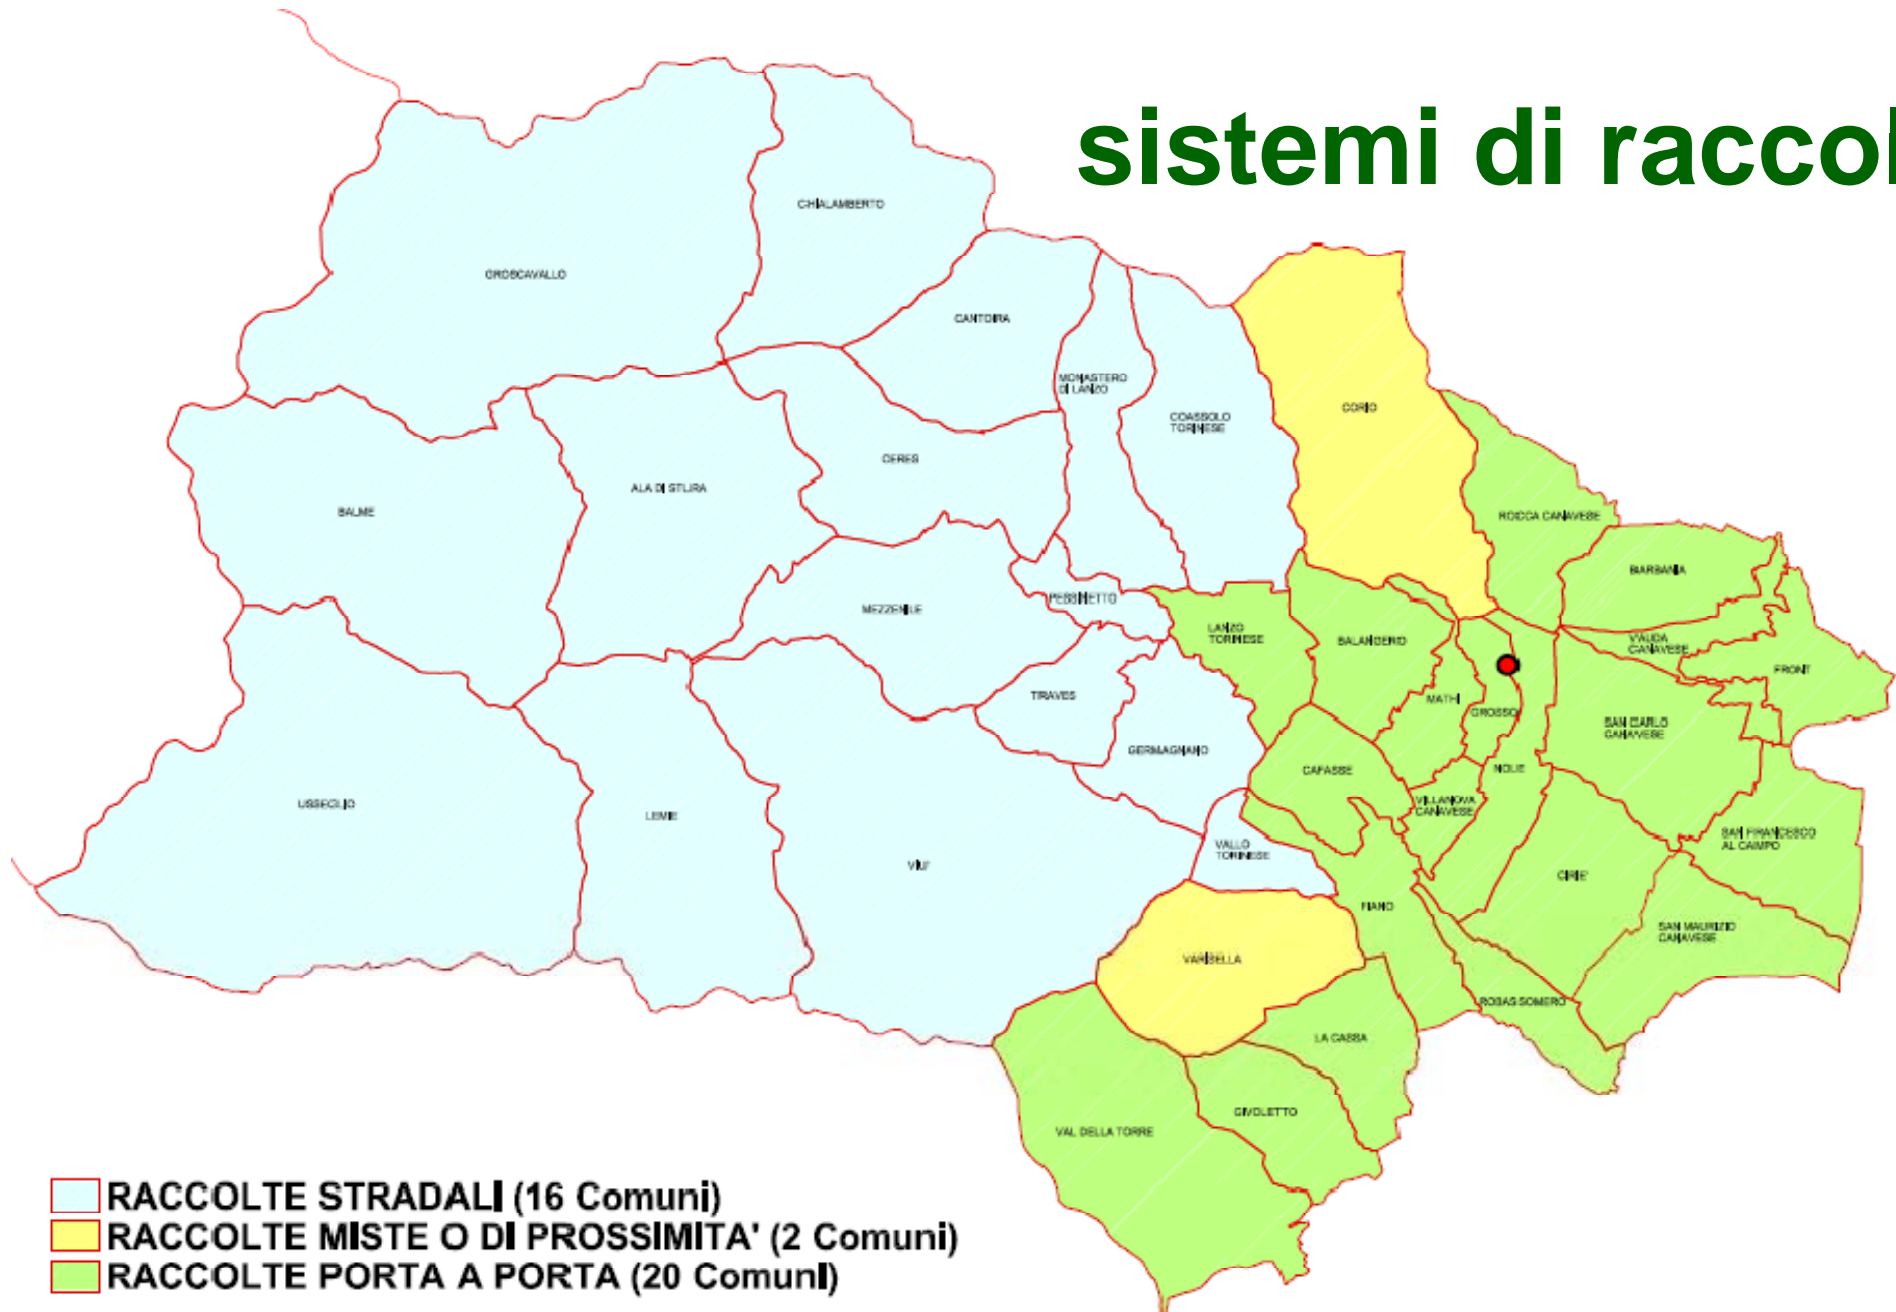 sistemi di raccol
CHIALAMBERTO
GROSCAVALLO
CANTOIRA
MONASTERO
DI LANZO
COASSOLO
TORINESE
CORIO
CERES
ALA DI STURA
BALME
ROCCA CANAVESE
BARBANIA
MEZZENILE
PESSINETTO
LANZO
TORINESE
BALANGERO
VAUDA
CANAVESE
FRONT
TRAVES
MATHI
GROSSO
SAN CARLO
CANAVESE
GERMAGNANO
CAFASSE
NOLE
USSEGLIO
LEMIE
VILLANOVA
CANAVESE
SAN FRANCESCO
AL CAMPO
VALLO
TORINESE
VIU'
CIRIE'
FIANO
SAN MAURIZIO
CANAVESE
VARISELLA
ROBASSOMERO
LA CASSA
GIVOLETTO
VAL DELLA TORRE
RACCOLTE STRADALI (16 Comuni)
RACCOLTE MISTE O DI PROSSIMITA' (2 Comuni)
RACCOLTE PORTA A PORTA (20 Comuni)